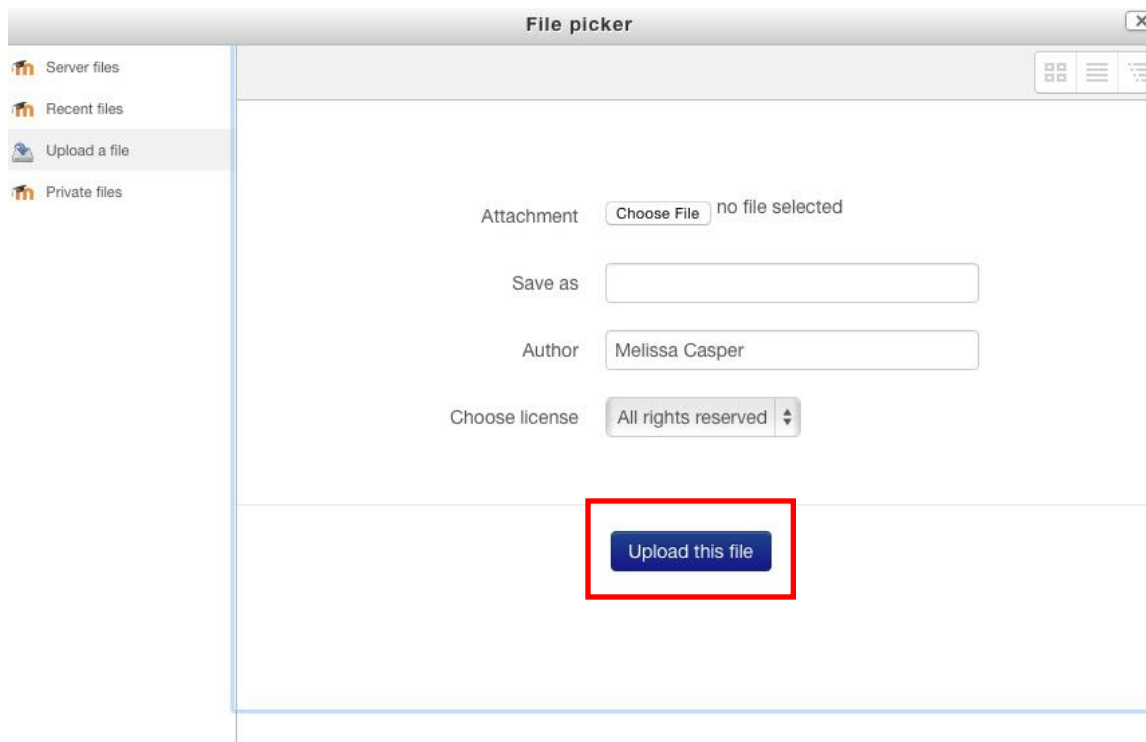 File picker
Server files
Recent files
Upload a file
Private files
Attachment Choose File no file selected
Save as
Author Melissa Casper
Choose license All rights reserved
Upload this file